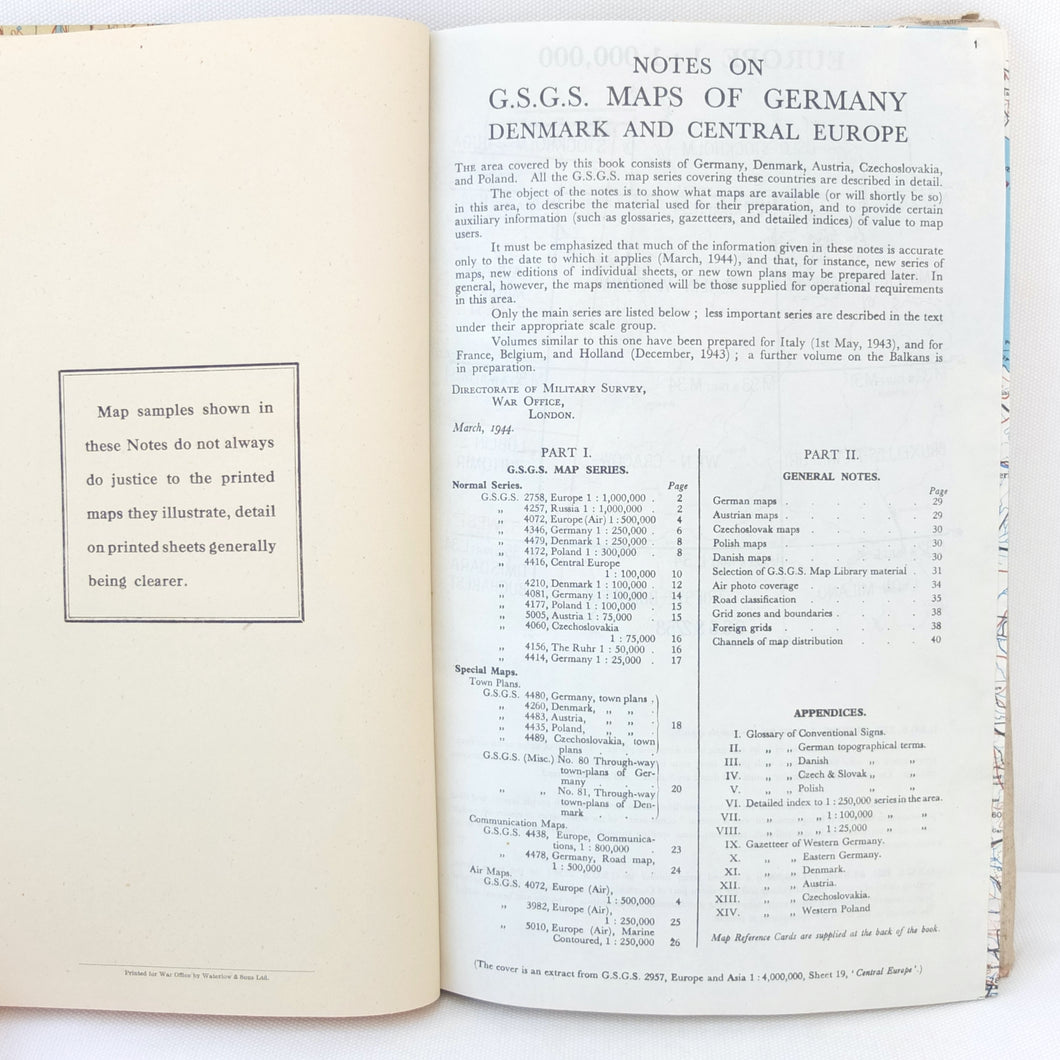 Map samples shown in
these Notes do not always
do justice to the printed
maps they illustrate, detail
on printed sheets generally
being clearer.
Printed for War Office by Waterlow & Sons Ltd.
1
NOTES ON
G.S.G.S. MAPS OF GERMANY
DENMARK AND CENTRAL EUROPE
THE area covered by this book consists of Germany, Denmark, Austria, Czechoslovakia,
and Poland. All the G.S.G.S. map series covering these countries are described in detail.
The object of the notes is to show what maps are available (or will shortly be so)
in this area, to describe the material used for their preparation, and to provide certain
auxiliary information (such as glossaries, gazetteers, and detailed indices) of value to map
users.
It must be emphasized that much of the information given in these notes is accurate
only to the date to which it applies (March, 1944), and that, for instance, new series of
maps, new editions of individual sheets, or new town plans may be prepared later. In
general, however, the maps mentioned will be those supplied for operational requirements
in this area.
Only the main series are listed below ; less important series are described in the text
under their appropriate scale group.
Volumes similar to this one have been prepared for Italy (1st May, 1943), and for
France, Belgium, and Holland (December, 1943) ; a further volume on the Balkans is
in preparation.
DIRECTORATE OF MILITARY SURVEY,
WAR OFFICE,
LONDON.
March, 1944.
PART I.
G.S.G.S. MAP SERIES.
Normal Series. Page
G.S.G.S. 2758, Europe 1 : 1,000,000 . 2
„ 4257, Russia 1 : 1,000,000 . 2
„ 4072, Europe (Air) 1 : 500,000 4
„ 4346, Germany 1 : 250,000 . 6
„ 4479, Denmark 1 : 250,000 . 8
„ 4172, Poland 1 : 300,000 . 8
„ 4416, Central Europe
1 : 100,000 10
„ 4210, Denmark 1 : 100,000 . 12
„ 4081, Germany 1 : 100,000 . 14
„ 4177, Poland 1 : 100,000 . 15
„ 5005, Austria 1 : 75,000 . 15
„ 4060, Czechoslovakia
1 : 75,000 16
„ 4156, The Ruhr 1 : 50,000 . 16
„ 4414, Germany 1 : 25,000 . 17
Special Maps.
Town Plans.
G.S.G.S. 4480, Germany, town plans .
„ 4260, Denmark, „ „ .
„ 4483, Austria, „ „ .
„ 4435, Poland, „ „ . 18
„ 4489, Czechoslovakia, town
plans . .
G.S.G.S. (Misc.) No. 80 Through-way
town-plans of Ger-
many . .
„ „ No. 81, Through-way 20
town-plans of Den-
mark . .
Communication Maps.
G.S.G.S. 4438, Europe, Communica-
tions, 1 : 800,000 . 23
„ 4478, Germany, Road map,
1 : 500,000 . 24
Air Maps.
G.S.G.S. 4072, Europe (Air),
1 : 500,000 4
„ 3982, Europe (Air),
1 : 250,000 25
„ 5010, Europe (Air), Marine
Contoured, 1 : 250,000 26
PART II.
GENERAL NOTES.
Page
German maps . . . . . . 29
Austrian maps . . . . . . 29
Czechoslovak maps . . . . . 30
Polish maps . . . . . . 30
Danish maps . . . . . . 30
Selection of G.S.G.S. Map Library material . 31
Air photo coverage . . . . . 34
Road classification . . . . . 35
Grid zones and boundaries . . . . 38
Foreign grids . . . . . . 38
Channels of map distribution . . . 40
APPENDICES.
I. Glossary of Conventional Signs.
II. „ „ German topographical terms.
III. „ „ Danish „ „
IV. „ „ Czech & Slovak „ „
V. „ „ Polish „ „
VI. Detailed index to 1 : 250,000 series in the area.
VII. „ „ „ 1 : 100,000 „ „
VIII. „ „ „ 1 : 25,000 „ „
IX. Gazetteer of Western Germany.
X. „ „ Eastern Germany.
XI. „ „ Denmark.
XII. „ „ Austria.
XIII. „ „ Czechoslovakia.
XIV. „ „ Western Poland
Map Reference Cards are supplied at the back of the book.
(The cover is an extract from G.S.G.S. 2957, Europe and Asia 1 : 4,000,000, Sheet 19, ' Central Europe '.)